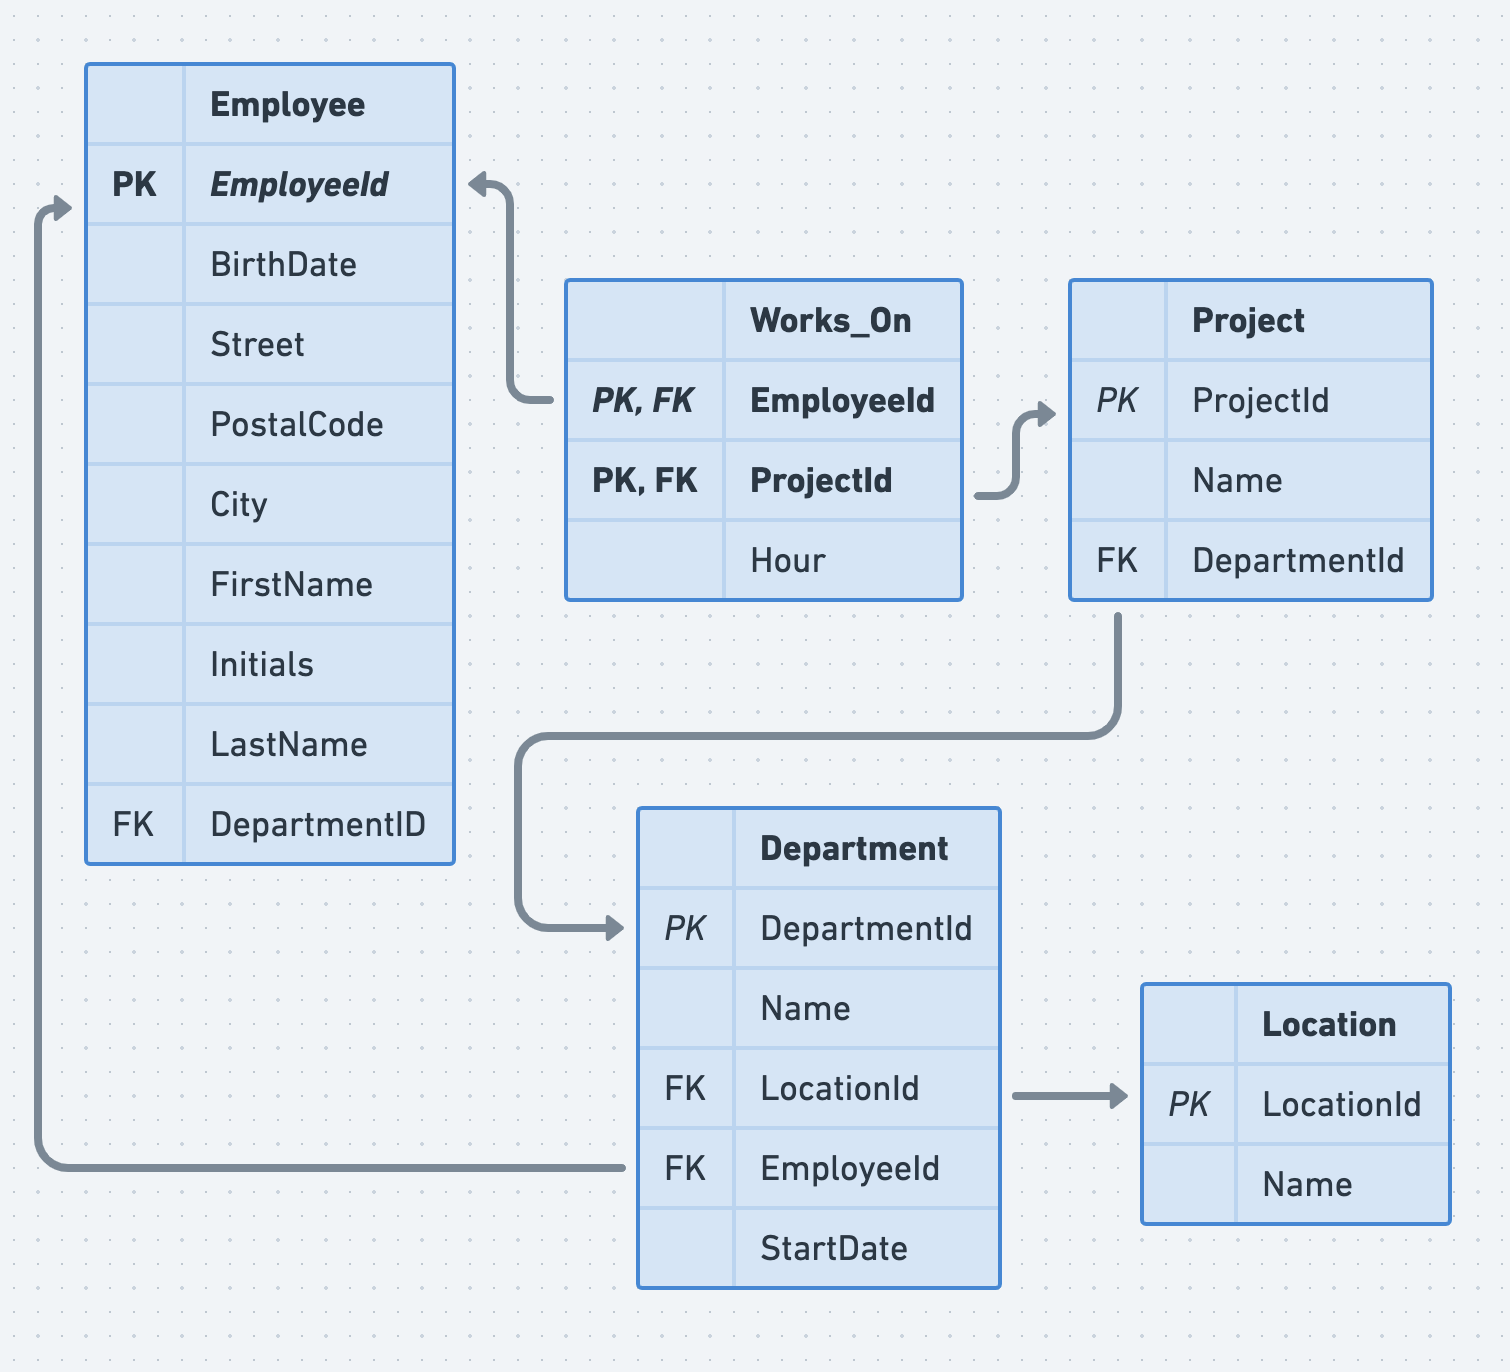 Employee
PK EmployeeId
BirthDate
Street
PostalCode
City
FirstName
Initials
LastName
FK DepartmentID
Works_On
PK, FK EmployeeId
PK, FK ProjectId
Hour
Project
PK ProjectId
Name
FK DepartmentId
Department
PK DepartmentId
Name
FK LocationId
FK EmployeeId
StartDate
Location
PK LocationId
Name